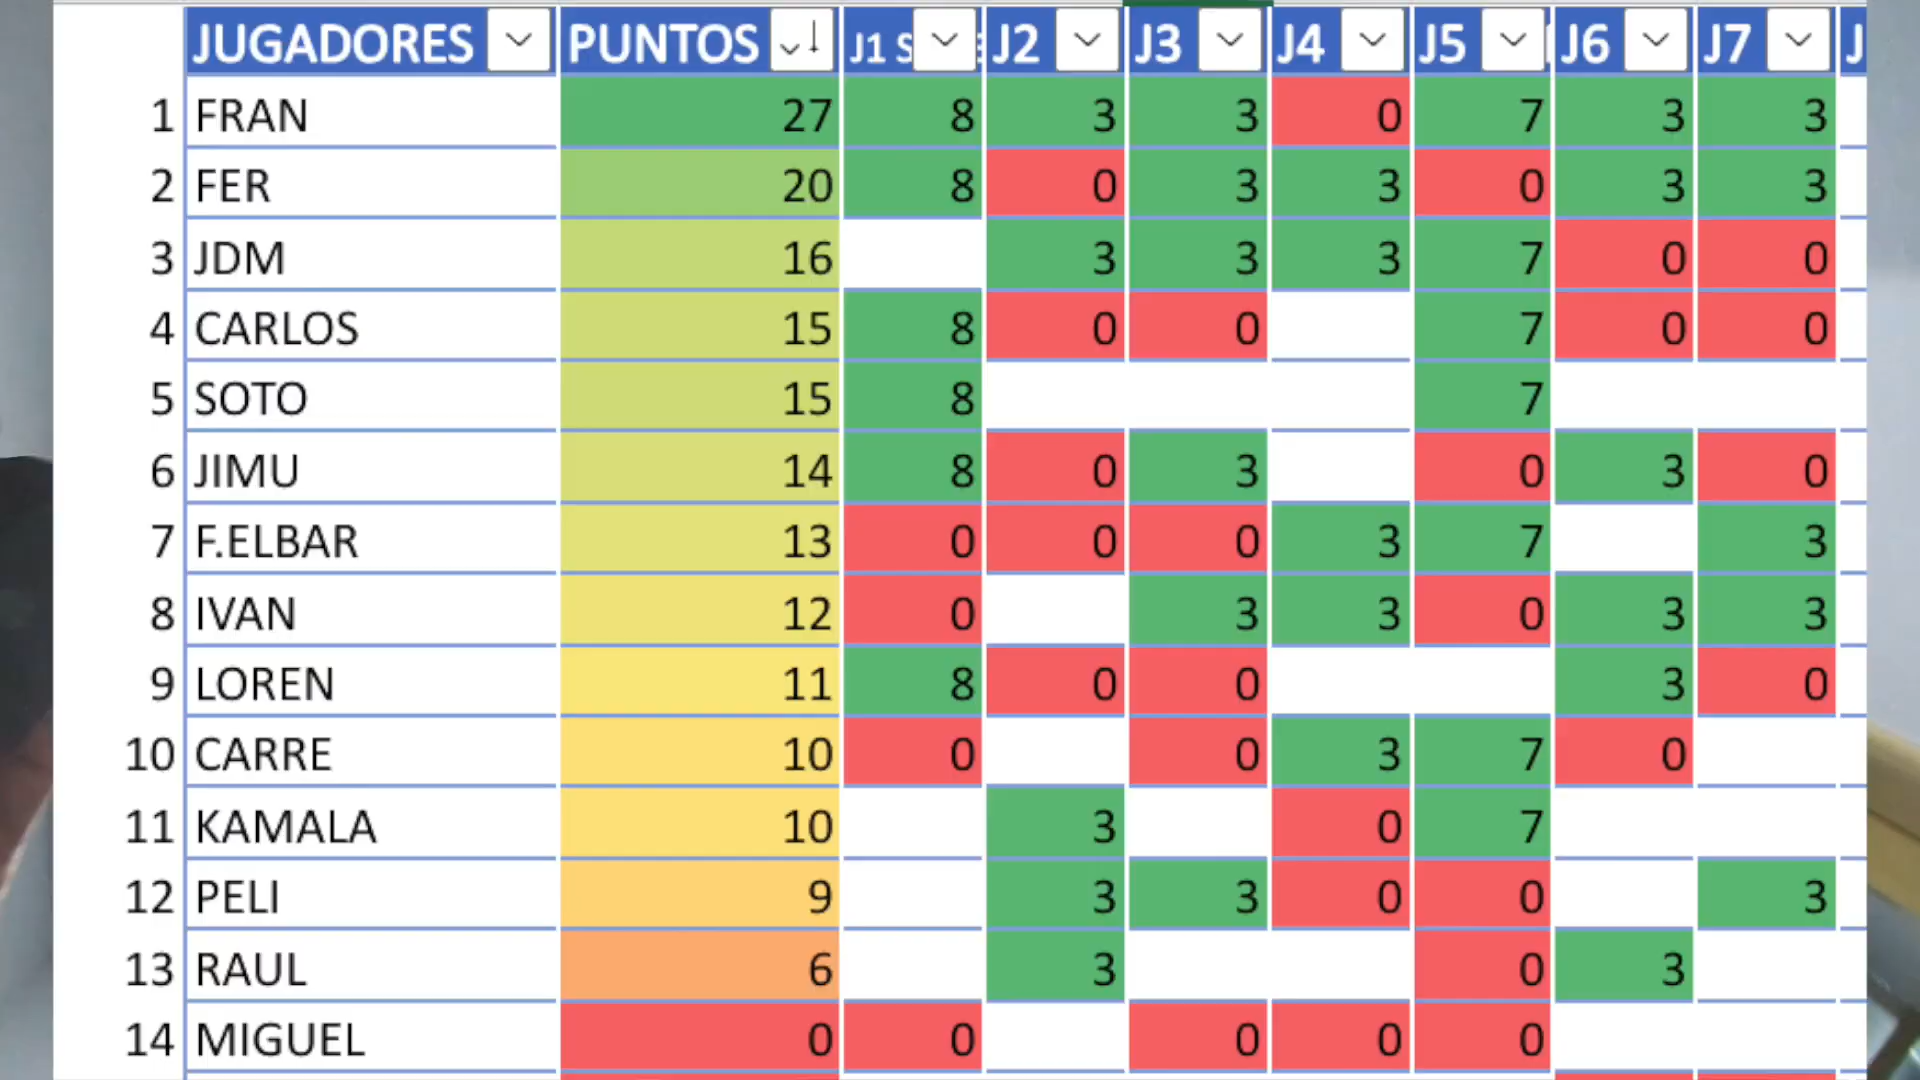 JUGADORES PUNTOS J1 S J2 J3 J4 J5 J6 J7 J
1 FRAN 27 8 3 3 0 7 3 3
2 FER 20 8 0 3 3 0 3 3
3 JDM 16 3 3 3 7 0 0
4 CARLOS 15 8 0 0 7 0 0
5 SOTO 15 8 7
6 JIMU 14 8 0 3 0 3 0
7 F.ELBAR 13 0 0 0 3 7 3
8 IVAN 12 0 3 3 0 3 3
9 LOREN 11 8 0 0 3 0
10 CARRE 10 0 0 3 7 0
11 KAMALA 10 3 0 7
12 PELI 9 3 3 0 0 3
13 RAUL 6 3 0 3
14 MIGUEL 0 0 0 0 0